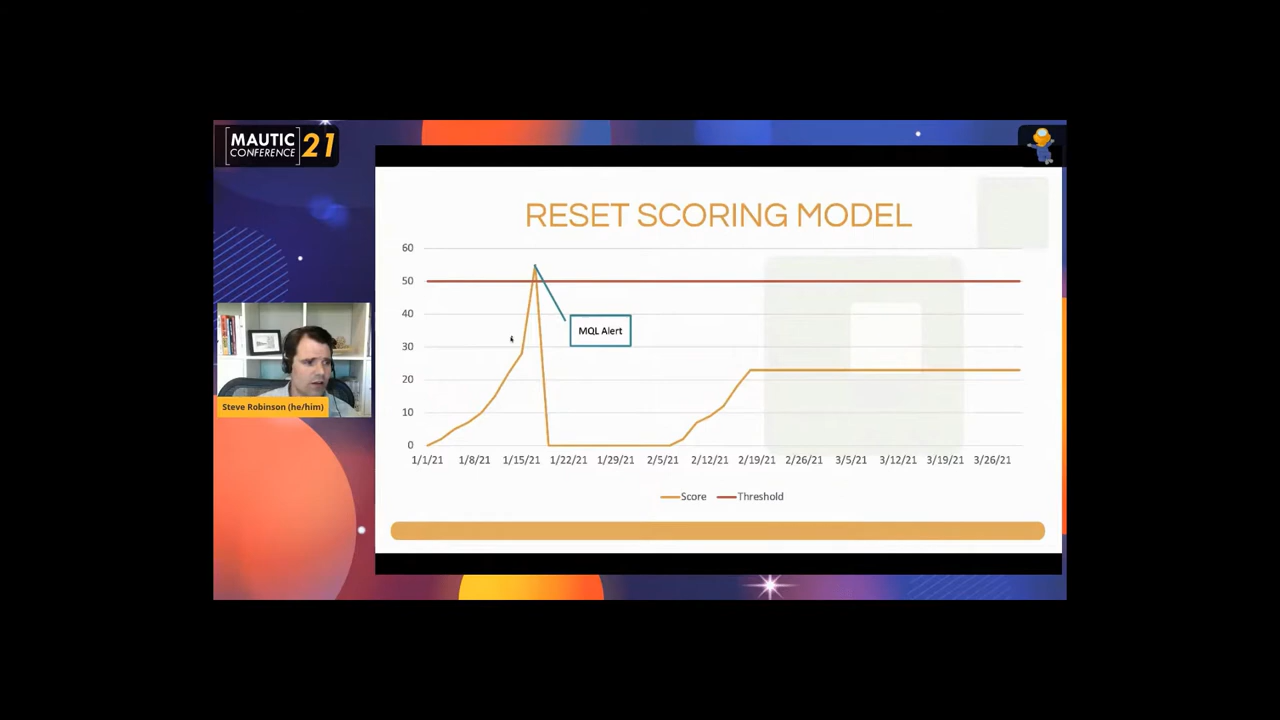 MAUTIC
CONFERENCE
21
RESET SCORING MODEL
60
50
40
30
20
10
0
MQL Alert
1/1/21 1/8/21 1/15/21 1/22/21 1/29/21 2/5/21 2/12/21 2/19/21 2/26/21 3/5/21 3/12/21 3/19/21 3/26/21
Score Threshold
Steve Robinson (he/him)